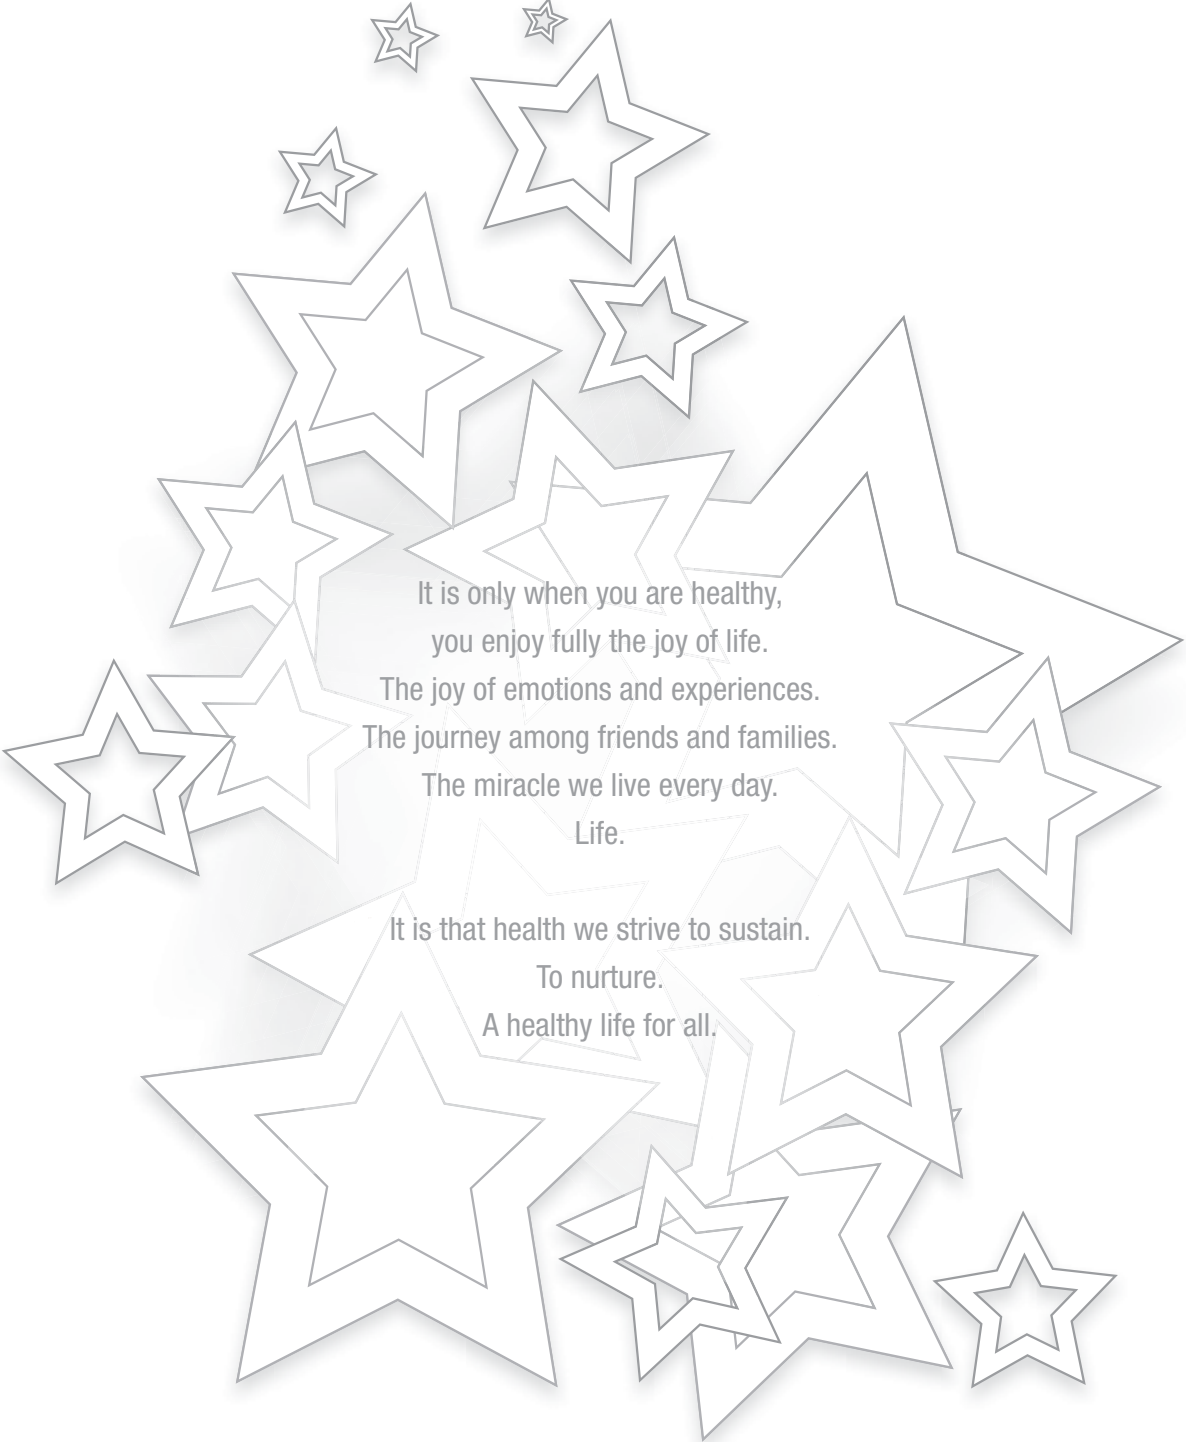 It is only when you are healthy,
you enjoy fully the joy of life.
The joy of emotions and experiences.
The journey among friends and families.
The miracle we live every day.
Life.
It is that health we strive to sustain.
To nurture.
A healthy life for all.